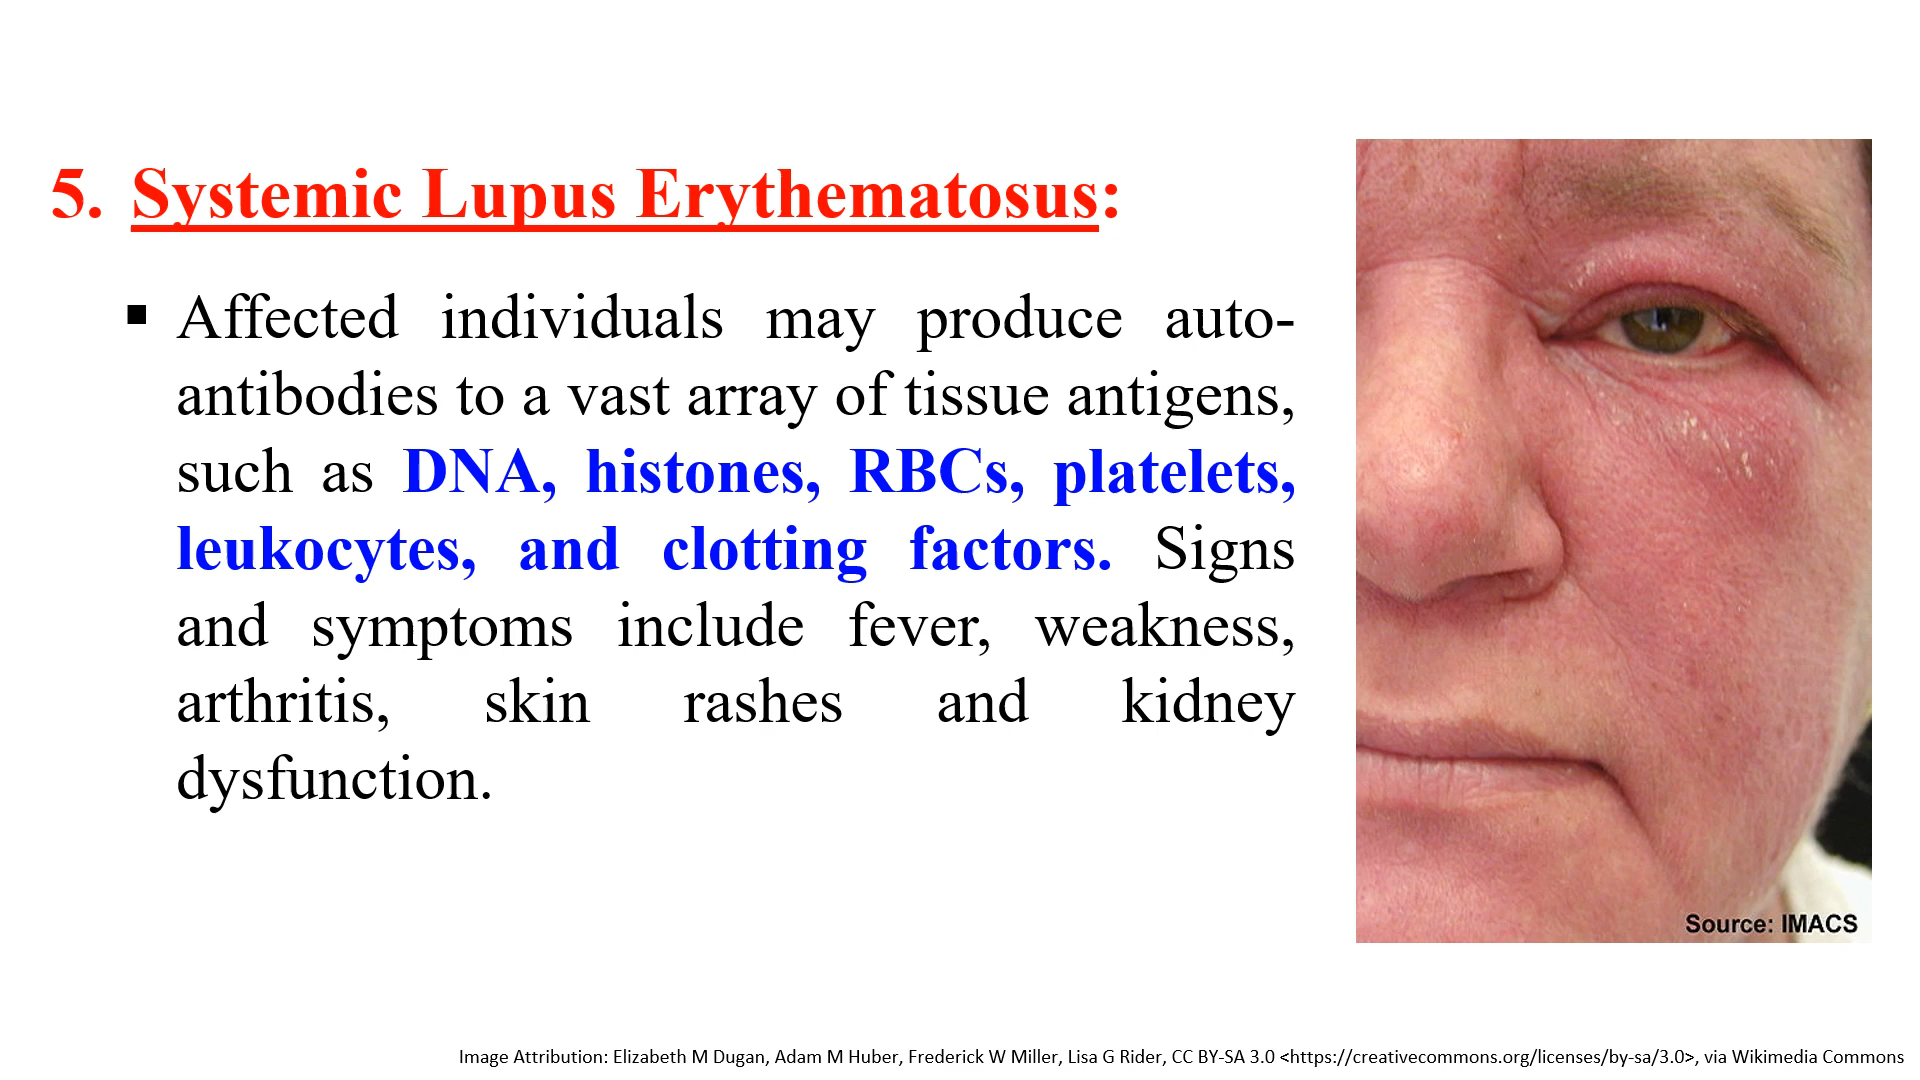 5. Systemic Lupus Erythematosus:
▪ Affected individuals may produce auto-
antibodies to a vast array of tissue antigens,
such as DNA, histones, RBCs, platelets,
leukocytes, and clotting factors. Signs
and symptoms include fever, weakness,
arthritis, skin rashes and kidney
dysfunction.
Source: IMACS
Image Attribution: Elizabeth M Dugan, Adam M Huber, Frederick W Miller, Lisa G Rider, CC BY-SA 3.0 <https://creativecommons.org/licenses/by-sa/3.0>, via Wikimedia Commons